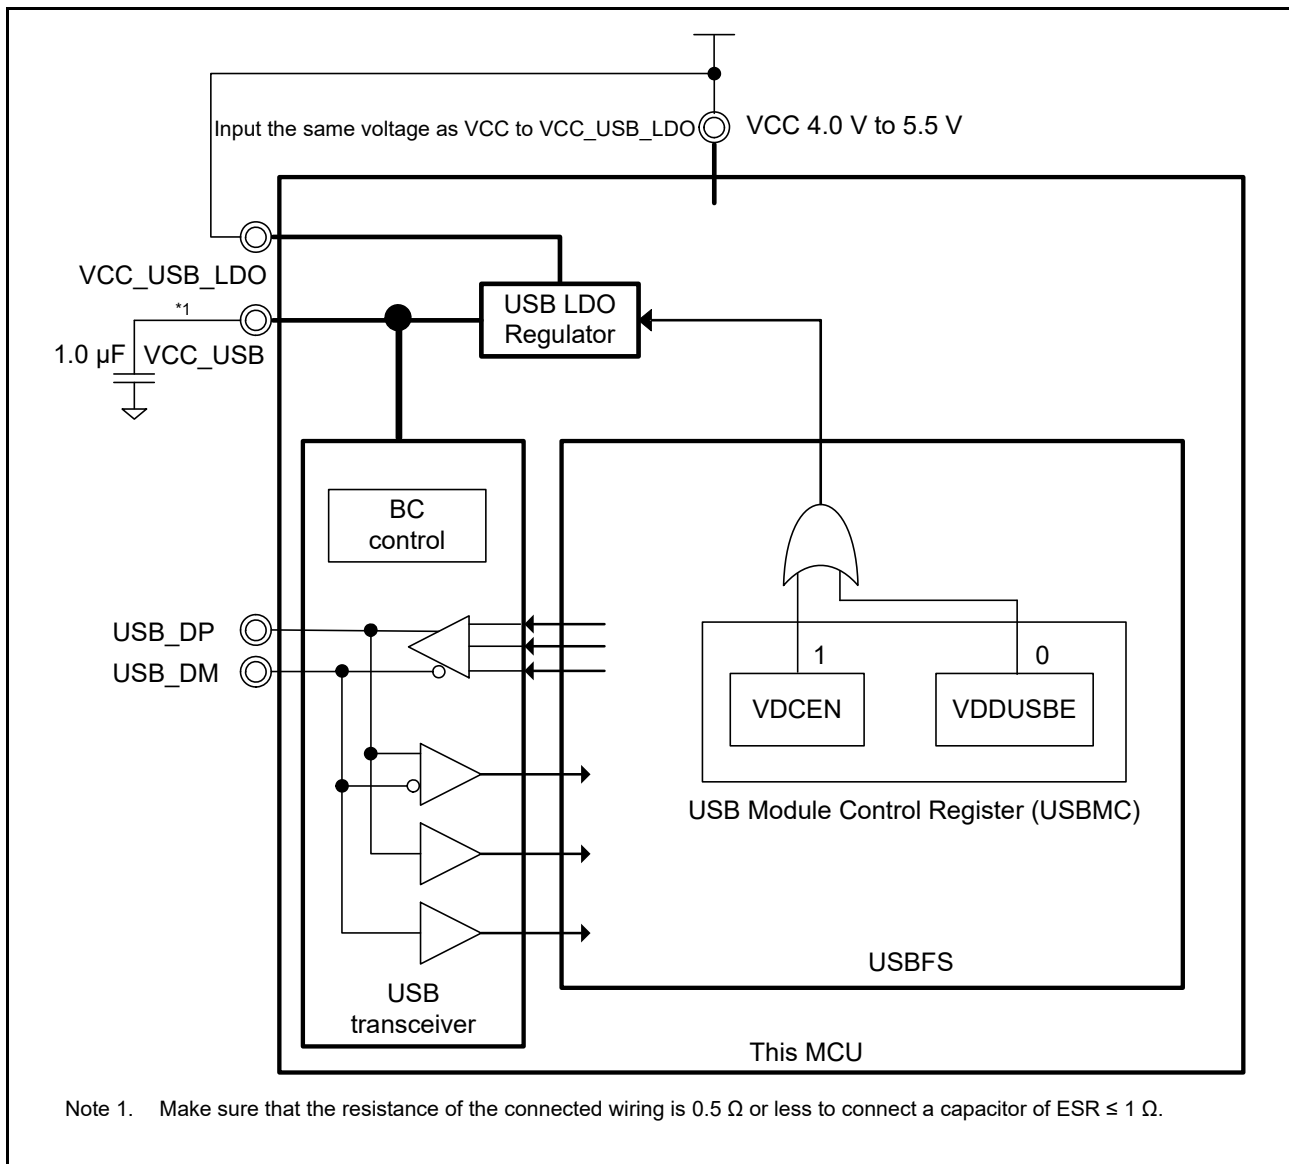 Input the same voltage as VCC to VCC_USB_LDO
VCC 4.0 V to 5.5 V
VCC_USB_LDO
*1
1.0 µF
VCC_USB
USB LDO
Regulator
BC
control
USB_DP
USB_DM
1
0
VDCEN
VDDUSBE
USB Module Control Register (USBMC)
USBFS
USB
transceiver
This MCU
Note 1. Make sure that the resistance of the connected wiring is 0.5 Ω or less to connect a capacitor of ESR ≤ 1 Ω.